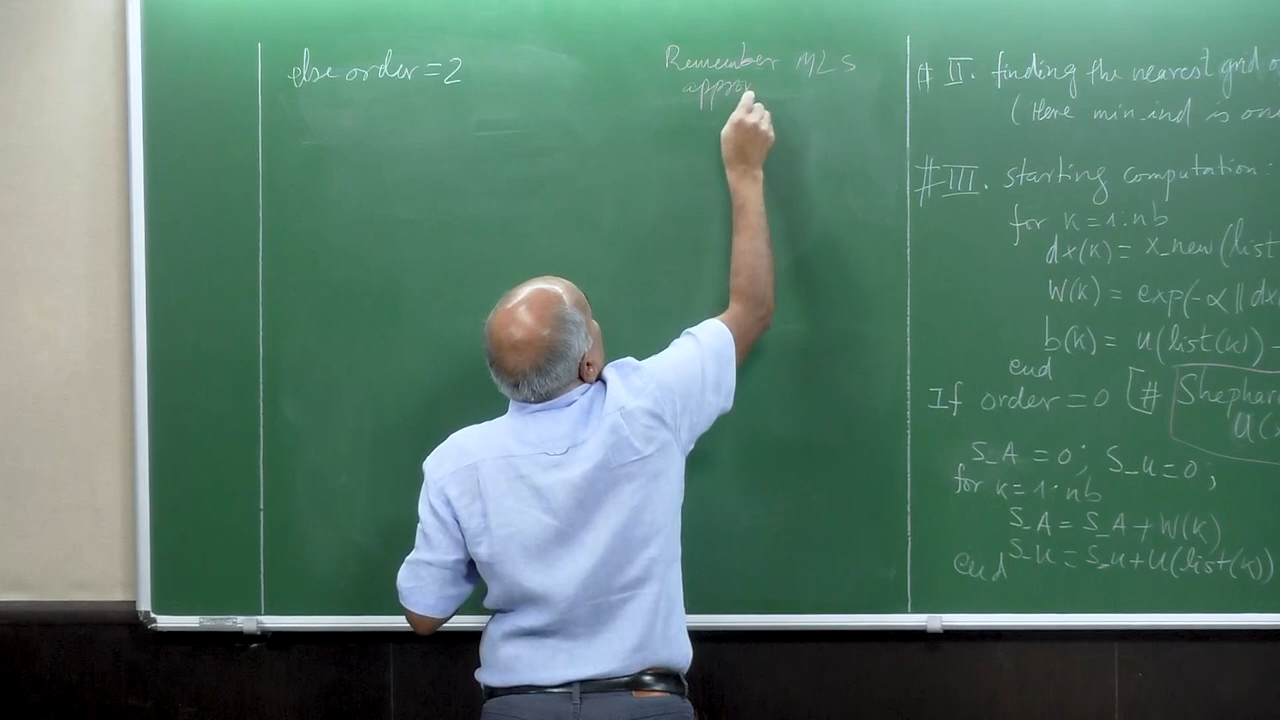 else order = 2
Remember MLS
appro
# II. finding the nearest grid
(Here min_ind is
# III. starting computation:
for k = 1:nb
dx(k) = x_new(list
W(k) = exp(-α || dx
b(k) = u(list(k) -
end
If order = 0 [# Shephar
u(
S_A = 0; S_u = 0;
for k = 1:nb
S_A = S_A + W(k)
S_u = S_u + u(list(k))
end